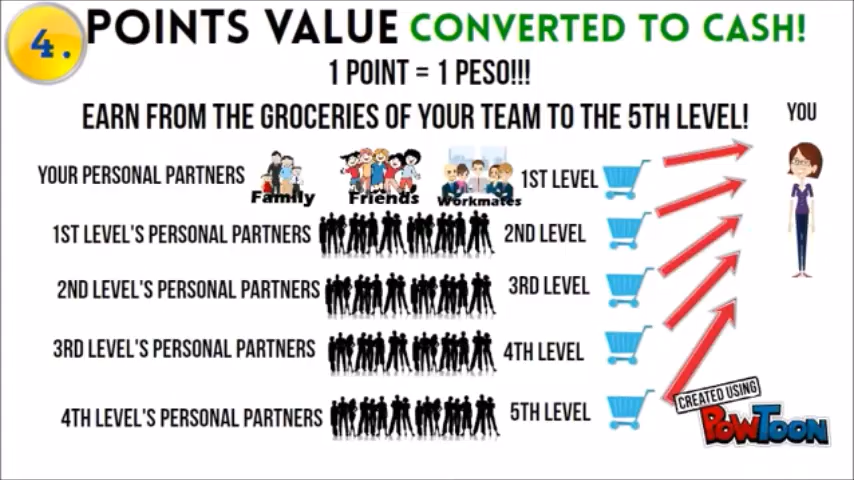 4. POINTS VALUE CONVERTED TO CASH!
1 POINT = 1 PESO!!!
EARN FROM THE GROCERIES OF YOUR TEAM TO THE 5TH LEVEL!
YOU
YOUR PERSONAL PARTNERS
Family
Friends
Workmates
1ST LEVEL
1ST LEVEL'S PERSONAL PARTNERS
2ND LEVEL
2ND LEVEL'S PERSONAL PARTNERS
3RD LEVEL
3RD LEVEL'S PERSONAL PARTNERS
4TH LEVEL
4TH LEVEL'S PERSONAL PARTNERS
5TH LEVEL
CREATED USING
POWTOON